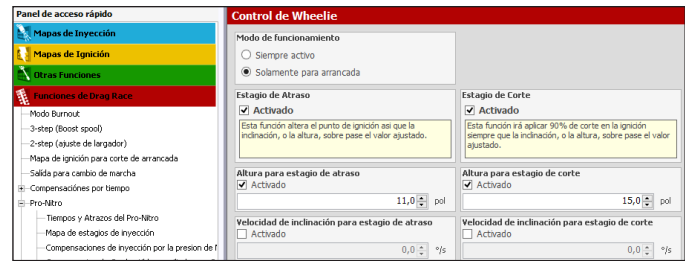 Panel de acceso rápido
Mapas de Inyección
Mapas de Ignición
Otras Funciones
Funciones de Drag Race
Modo Burnout
3-step (Boost spool)
2-step (ajuste de largador)
Mapa de ignición para corte de arrancada
Salida para cambio de marcha
Compensaciónes por tiempo
Pro-Nitro
Tiempos y Atrazos del Pro-Nitro
Mapa de estagios de inyección
Compensaciones de inyección por la presion de
Control de Wheelie
Modo de funcionamiento
Siempre activo
Solamente para arrancada
Estagio de Atraso
Activado
Esta función altera el punto de ignición asi que la
inclinación, o la altura, sobre pase el valor ajustado.
Estagio de Corte
Activado
Esta función irá aplicar 90% de corte en la ignición
siempre que la inclinación, o la altura, sobre pase el valor
ajustado.
Altura para estagio de atraso
Activado
11,0 pol
Altura para estagio de corte
Activado
15,0 pol
Velocidad de inclinación para estagio de atraso
Activado
0,0 º/s
Velocidad de inclinación para estagio de corte
Activado
0,0 º/s